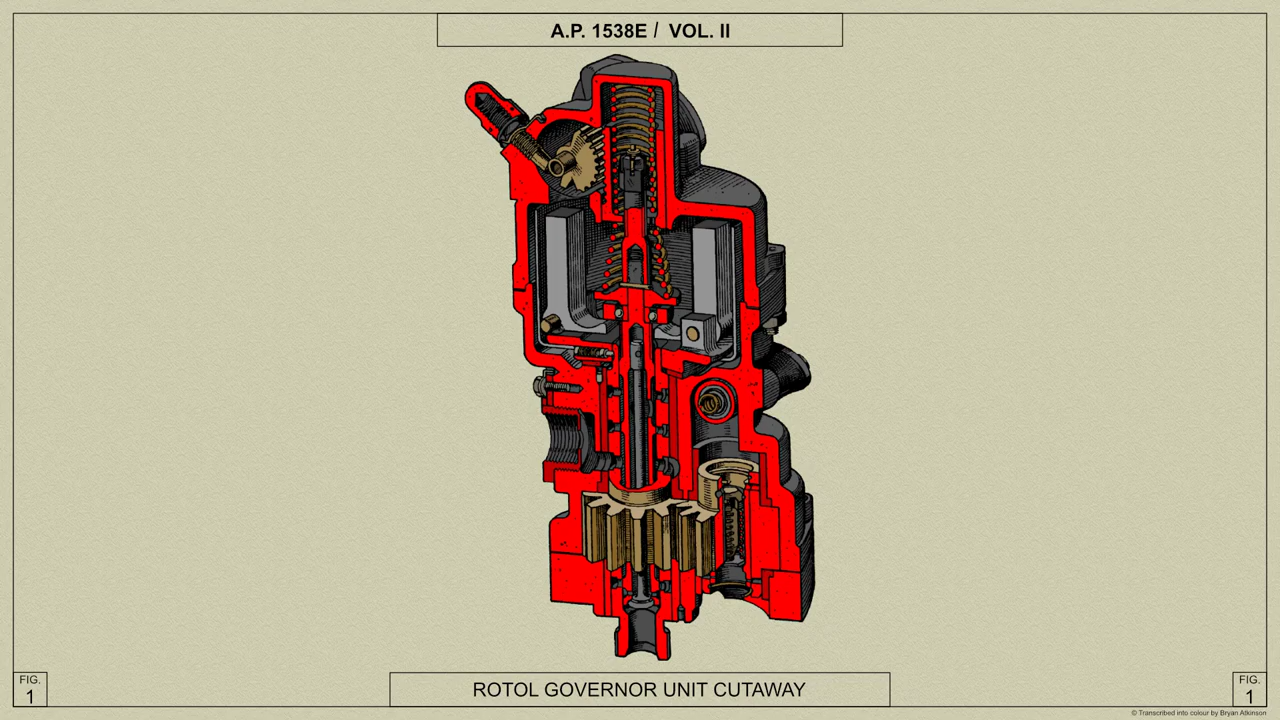 A.P. 1538E / VOL. II
ROTOL GOVERNOR UNIT CUTAWAY
FIG.
1
FIG.
1
© Transcribed into colour by Bryan Atkinson